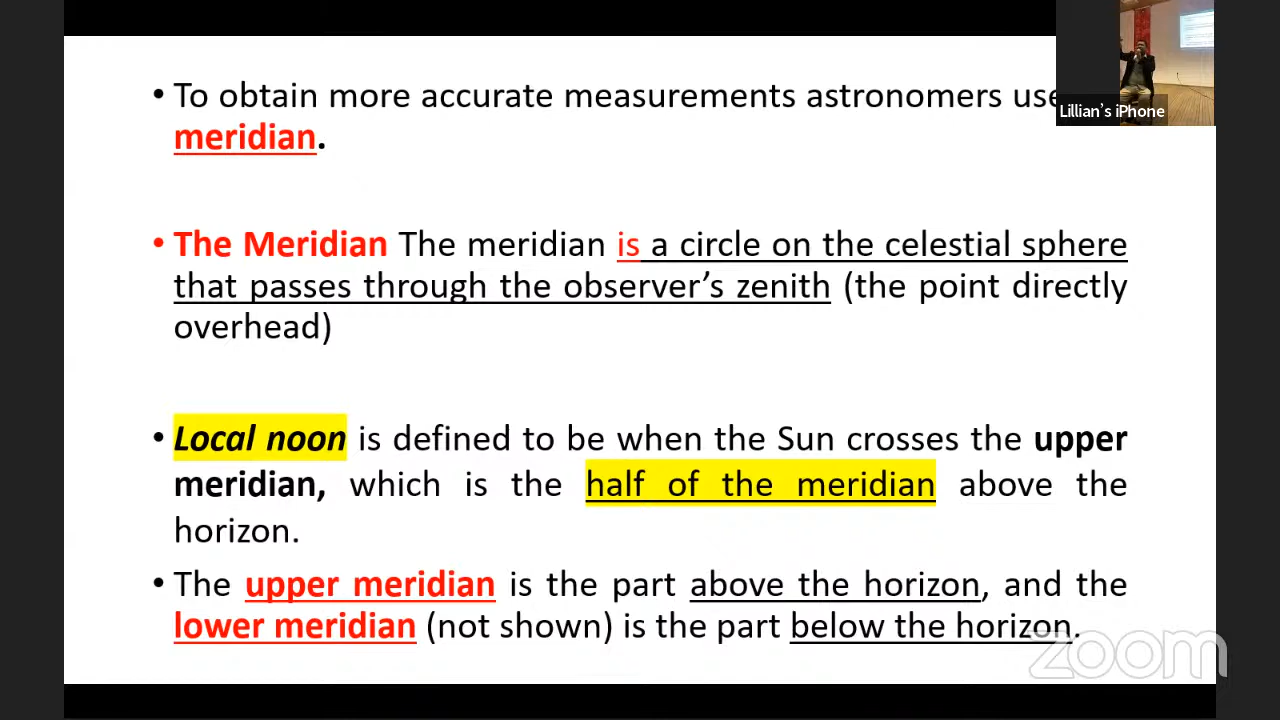 • To obtain more accurate measurements astronomers use
meridian.
• The Meridian The meridian is a circle on the celestial sphere
that passes through the observer's zenith (the point directly
overhead)
• Local noon is defined to be when the Sun crosses the upper
meridian, which is the half of the meridian above the
horizon.
• The upper meridian is the part above the horizon, and the
lower meridian (not shown) is the part below the horizon.
Lillian's iPhone
zoom